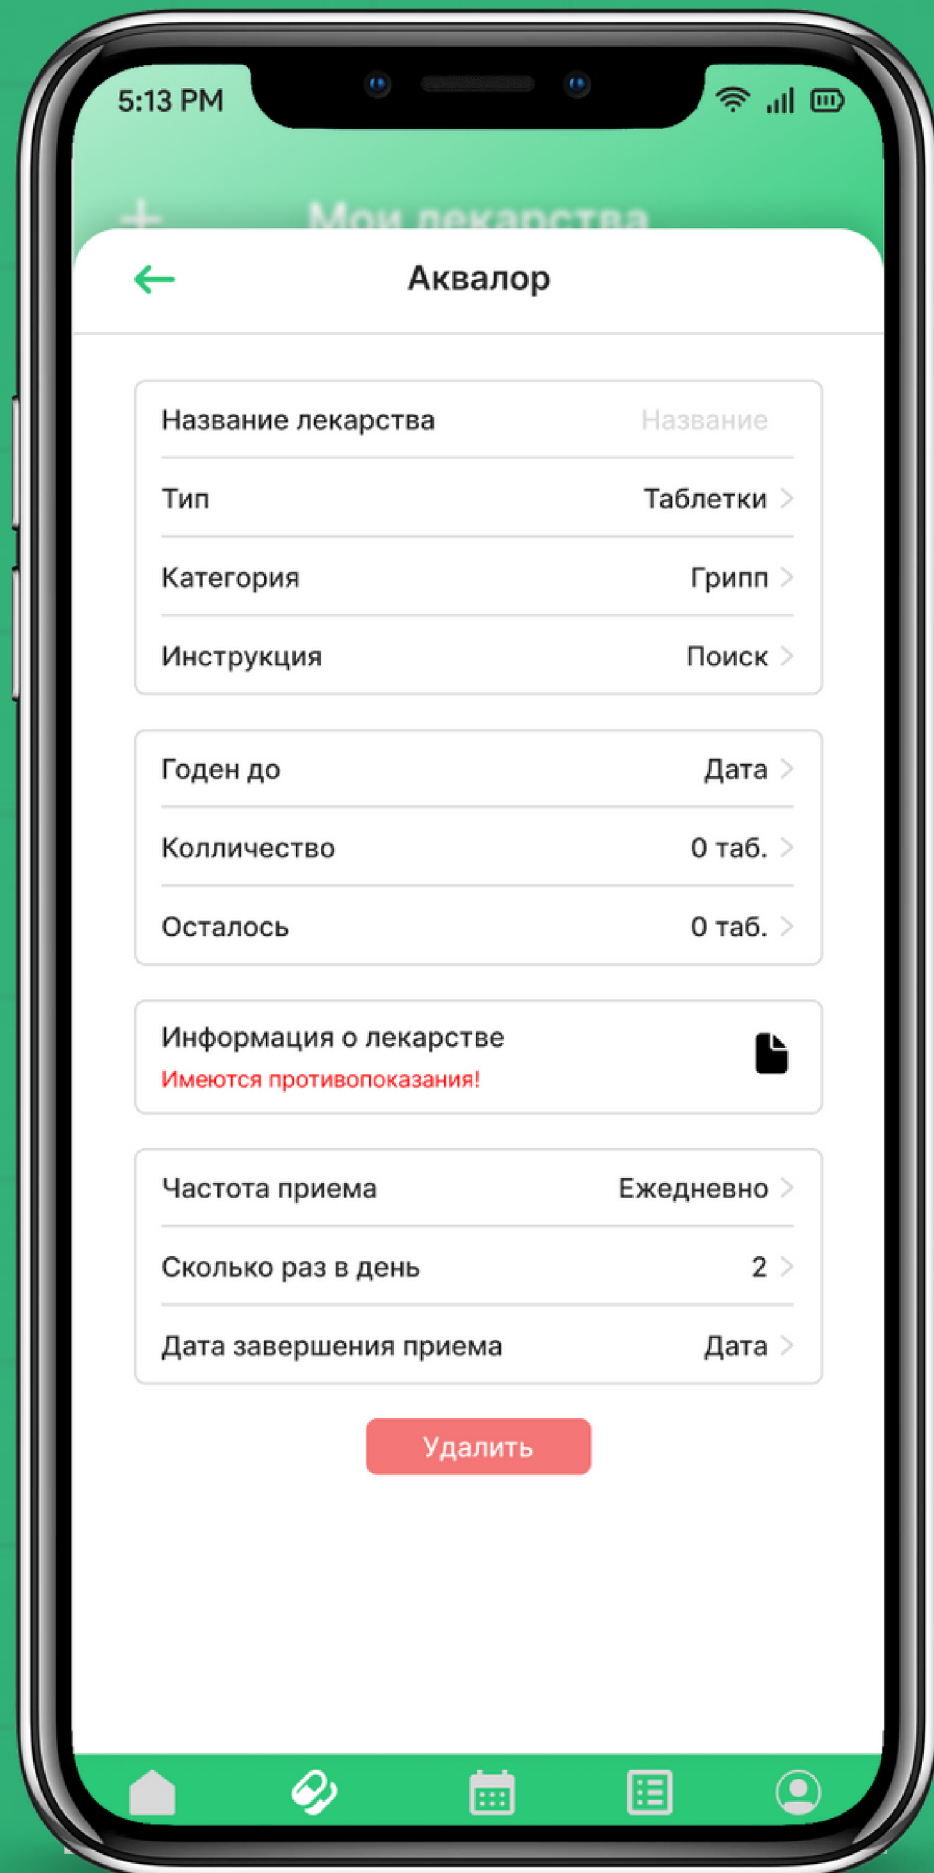 5:13 PM
Мои лекарства
Аквалор
Название лекарства Название
Тип Таблетки
Категория Грипп
Инструкция Поиск
Годен до Дата
Колличество 0 таб.
Осталось 0 таб.
Информация о лекарстве
Имеются противопоказания!
Частота приема Ежедневно
Сколько раз в день 2
Дата завершения приема Дата
Удалить